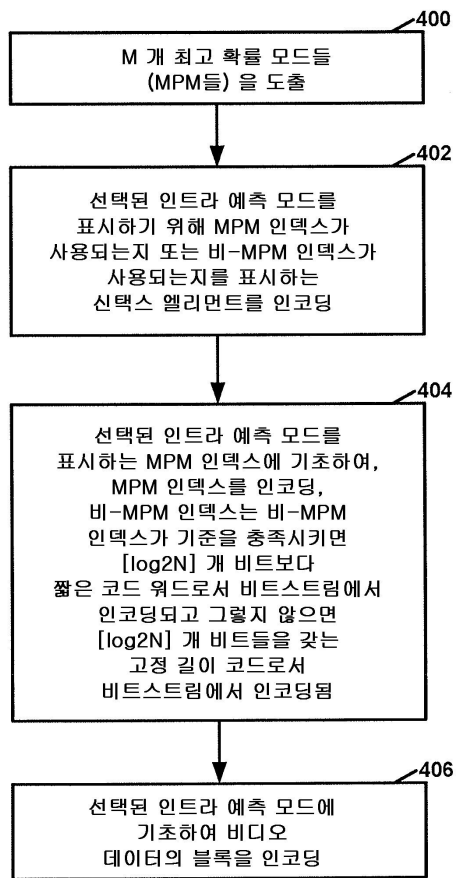 400
M 개 최고 확률 모드들
(MPM들) 을 도출
402
선택된 인트라 예측 모드를
표시하기 위해 MPM 인덱스가
사용되는지 또는 비-MPM 인덱스가
사용되는지를 표시하는
신택스 엘리먼트를 인코딩
404
선택된 인트라 예측 모드를
표시하는 MPM 인덱스에 기초하여,
MPM 인덱스를 인코딩,
비-MPM 인덱스는 비-MPM
인덱스가 기준을 충족시키면
[log2N] 개 비트보다
짧은 코드 워드로서 비트스트림에서
인코딩되고 그렇지 않으면
[log2N] 개 비트들을 갖는
고정 길이 코드로서
비트스트림에서 인코딩됨
406
선택된 인트라 예측 모드에
기초하여 비디오
데이터의 블록을 인코딩